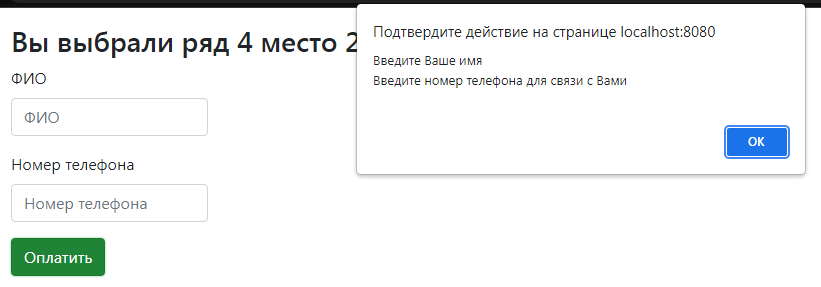 Вы выбрали ряд 4 место 2
ФИО
ФИО
Номер телефона
Номер телефона
Оплатить
Подтвердите действие на странице localhost:8080
Введите Ваше имя
Введите номер телефона для связи с Вами
ОК